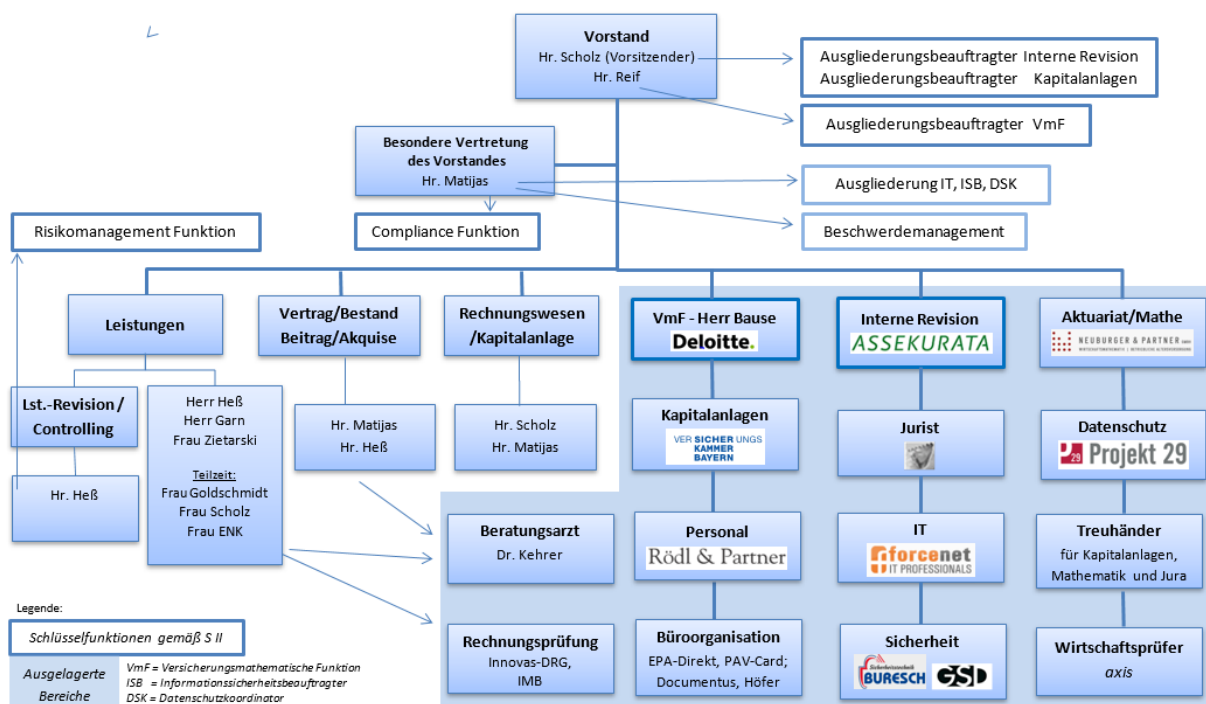 Vorstand
Hr. Scholz (Vorsitzender)
Hr. Reif
Ausgliederungsbeauftragter Interne Revision
Ausgliederungsbeauftragter Kapitalanlagen
Ausgliederungsbeauftragter VmF
Besondere Vertretung
des Vorstandes
Hr. Matijas
Ausgliederung IT, ISB, DSK
Risikomanagement Funktion
Compliance Funktion
Beschwerdemanagement
Leistungen
Vertrag/Bestand
Beitrag/Akquise
Rechnungswesen
/Kapitalanlage
VmF - Herr Bause
Deloitte.
Interne Revision
ASSEKURATA
Aktuariat/Mathe
NEUBURGER & PARTNER
Lst.-Revision /
Controlling
Hr. Heß
Herr Heß
Herr Garn
Frau Zietarski
Teilzeit:
Frau Goldschmidt
Frau Scholz
Frau ENK
Hr. Matijas
Hr. Heß
Hr. Scholz
Hr. Matijas
Kapitalanlagen
VER SICHER UNGS
KAMMER
BAYERN
Jurist
Datenschutz
29 Projekt 29
Beratungsarzt
Dr. Kehrer
Personal
Rödl & Partner
IT
forcenet
IT PROFESSIONALS
Treuhänder
für Kapitalanlagen,
Mathematik und Jura
Rechnungsprüfung
Innovas-DRG,
IMB
Büroorganisation
EPA-Direkt, PAV-Card;
Documentus, Höfer
Sicherheit
Sicherheitstechnik
BURESCH
GSD
Wirtschaftsprüfer
axis
Legende:
Schlüsselfunktionen gemäß S II
Ausgelagerte
Bereiche
VmF = Versicherungsmathematische Funktion
ISB = Informationssicherheitsbeauftragter
DSK = Datenschutzkoordinator